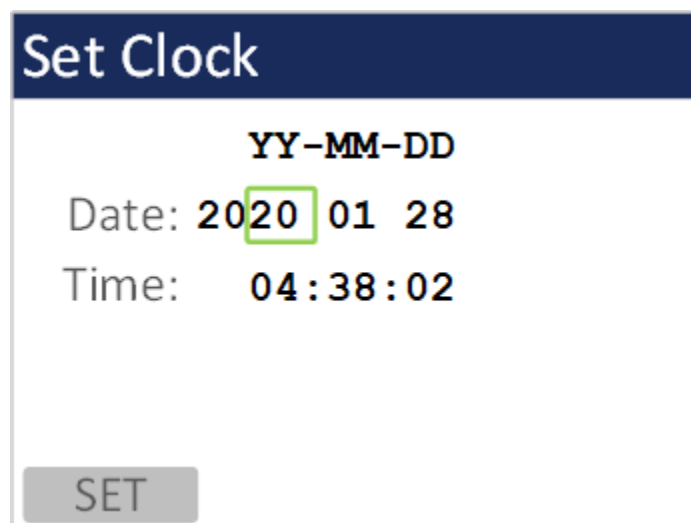 Set Clock
YY-MM-DD
Date: 2020 01 28
Time: 04:38:02
SET